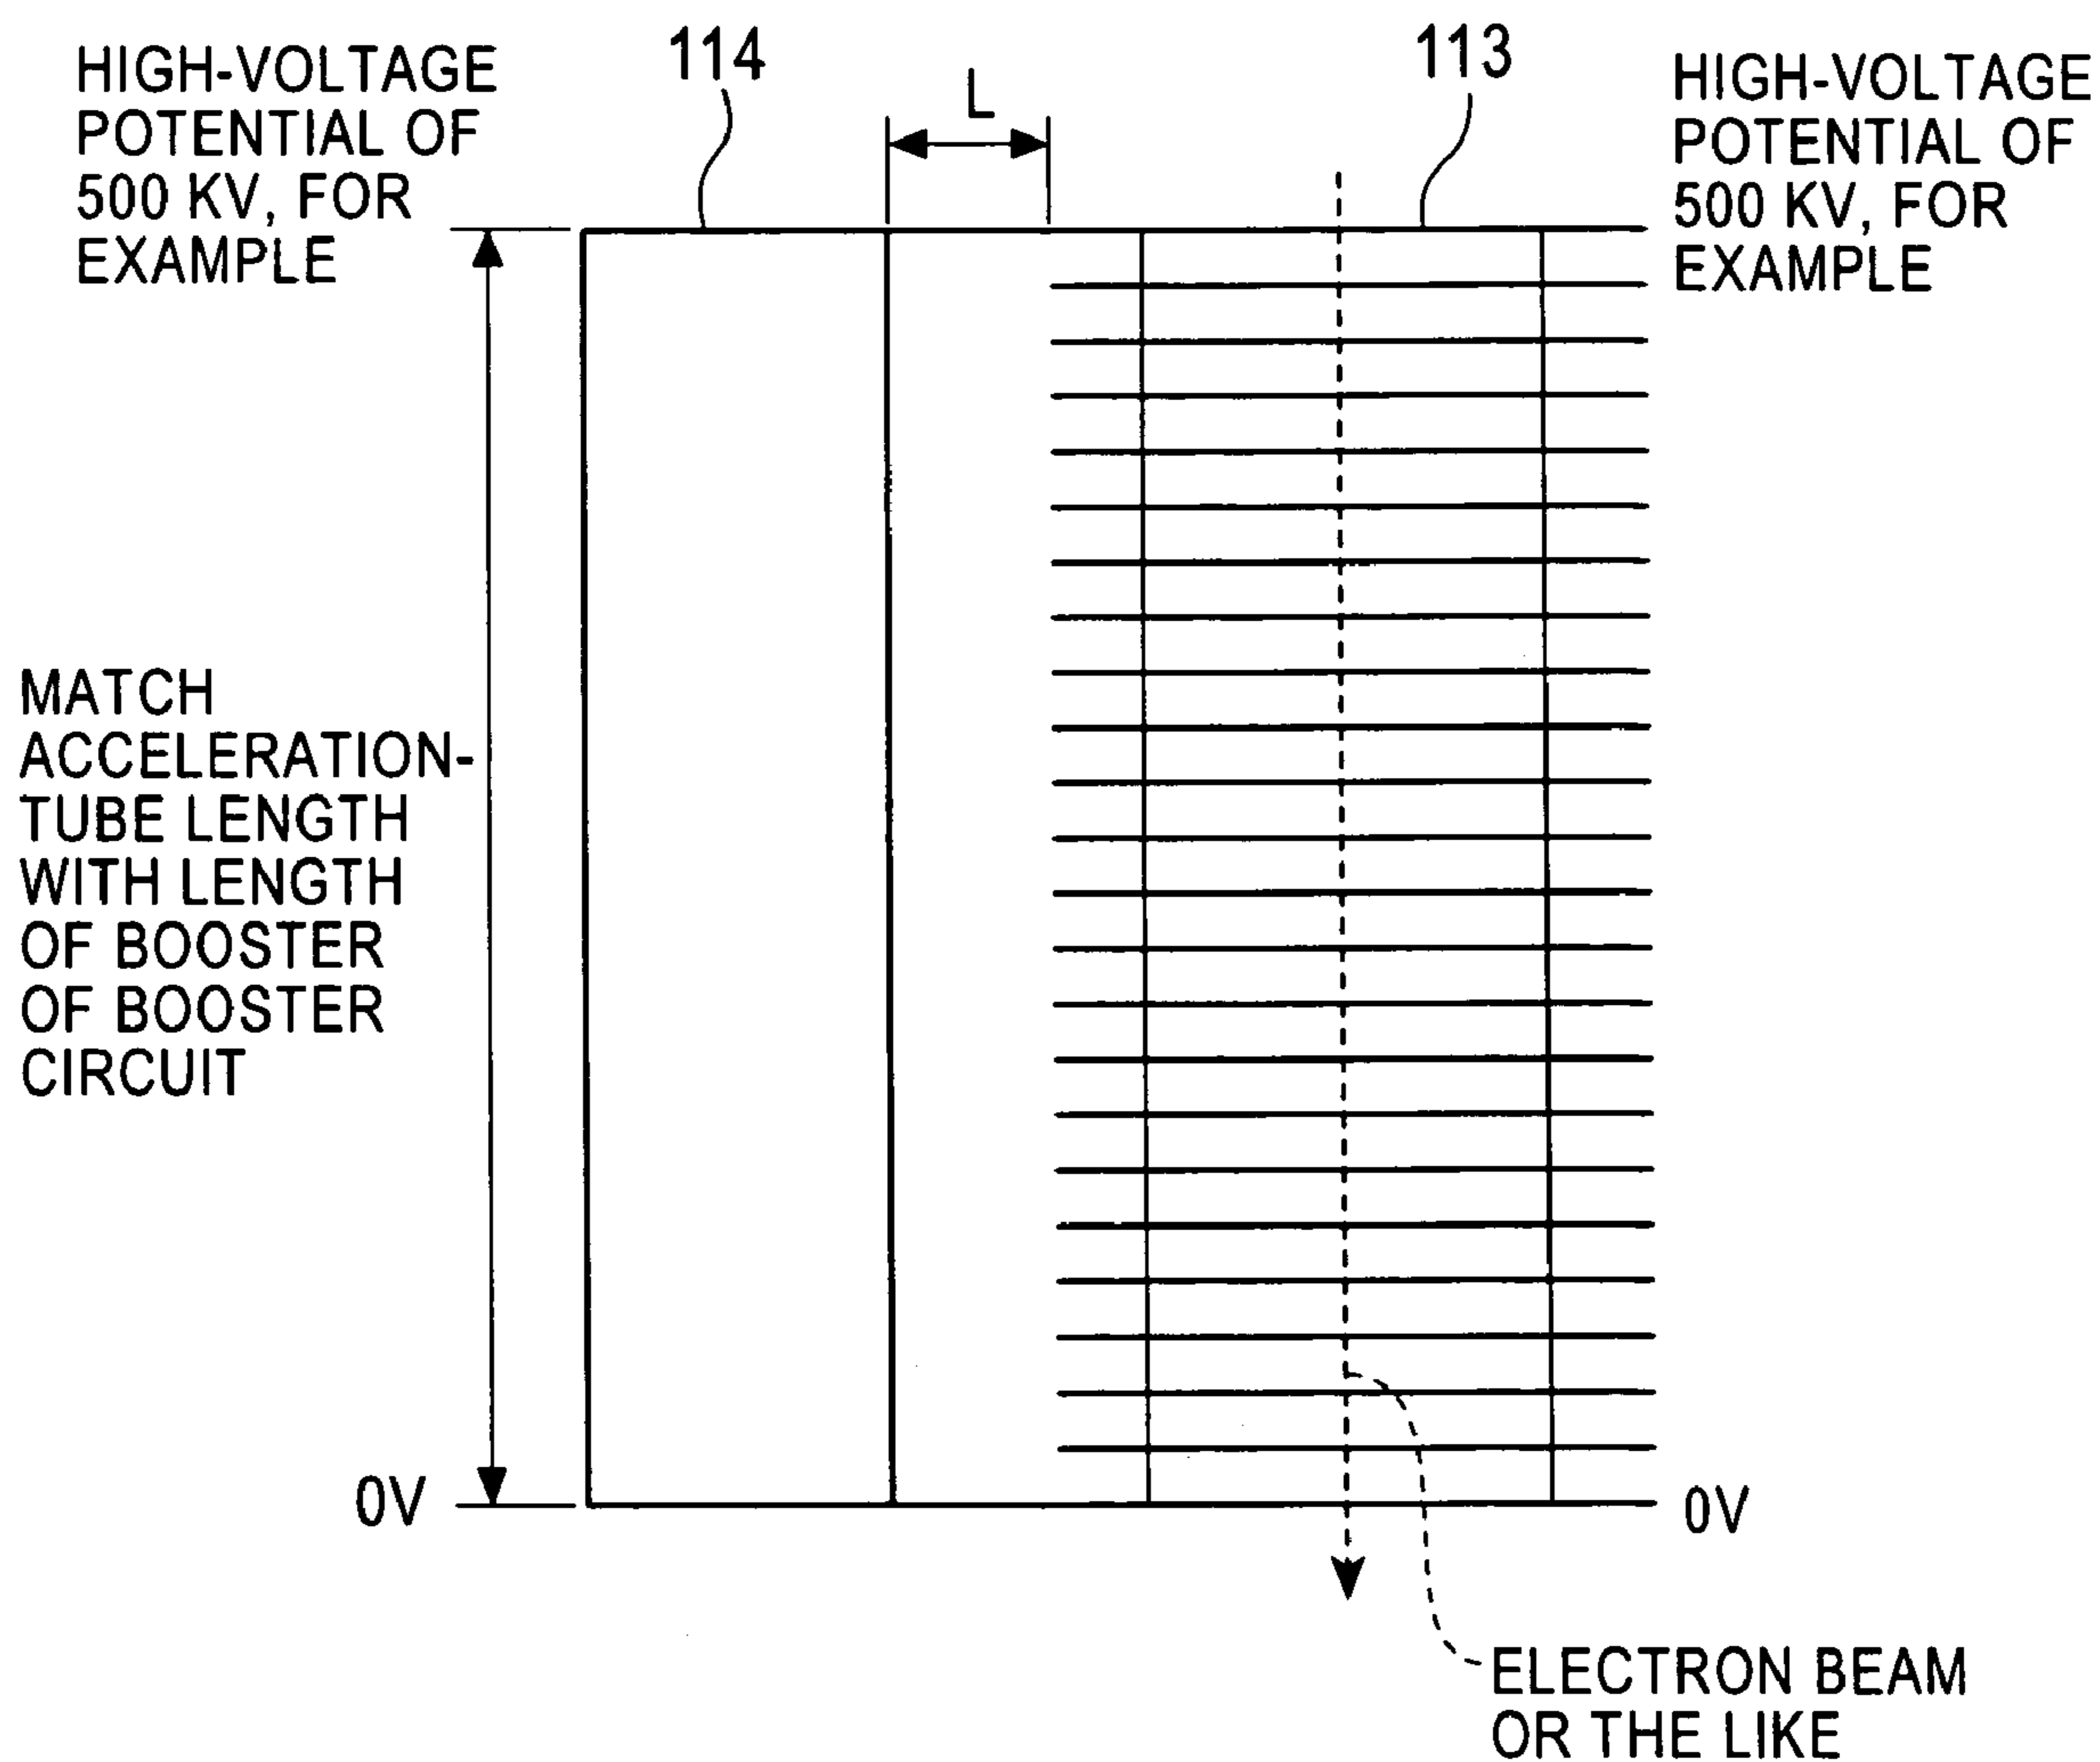 HIGH-VOLTAGE
POTENTIAL OF
500 KV, FOR
EXAMPLE
114
L
113
HIGH-VOLTAGE
POTENTIAL OF
500 KV, FOR
EXAMPLE
MATCH
ACCELERATION-
TUBE LENGTH
WITH LENGTH
OF BOOSTER
OF BOOSTER
CIRCUIT
0V
0V
ELECTRON BEAM
OR THE LIKE